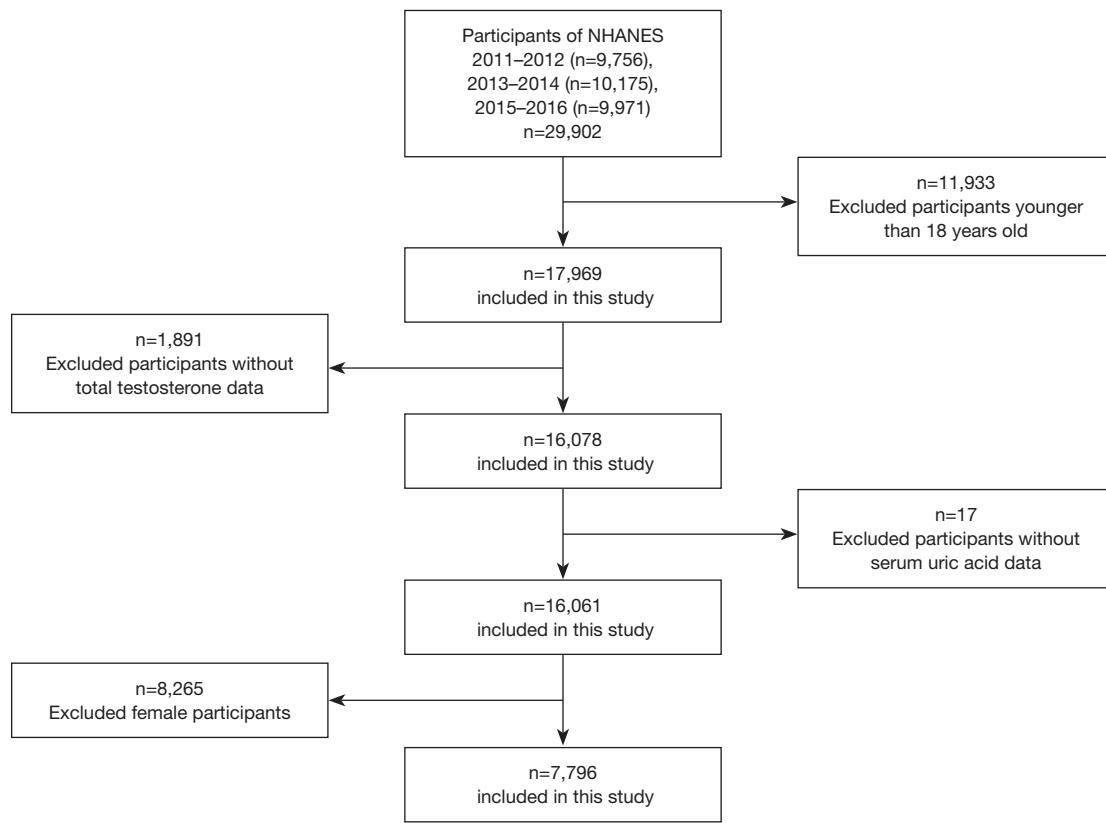 Participants of NHANES
2011–2012 (n=9,756),
2013–2014 (n=10,175),
2015–2016 (n=9,971)
n=29,902
n=11,933
Excluded participants younger
than 18 years old
n=17,969
included in this study
n=1,891
Excluded participants without
total testosterone data
n=16,078
included in this study
n=17
Excluded participants without
serum uric acid data
n=16,061
included in this study
n=8,265
Excluded female participants
n=7,796
included in this study